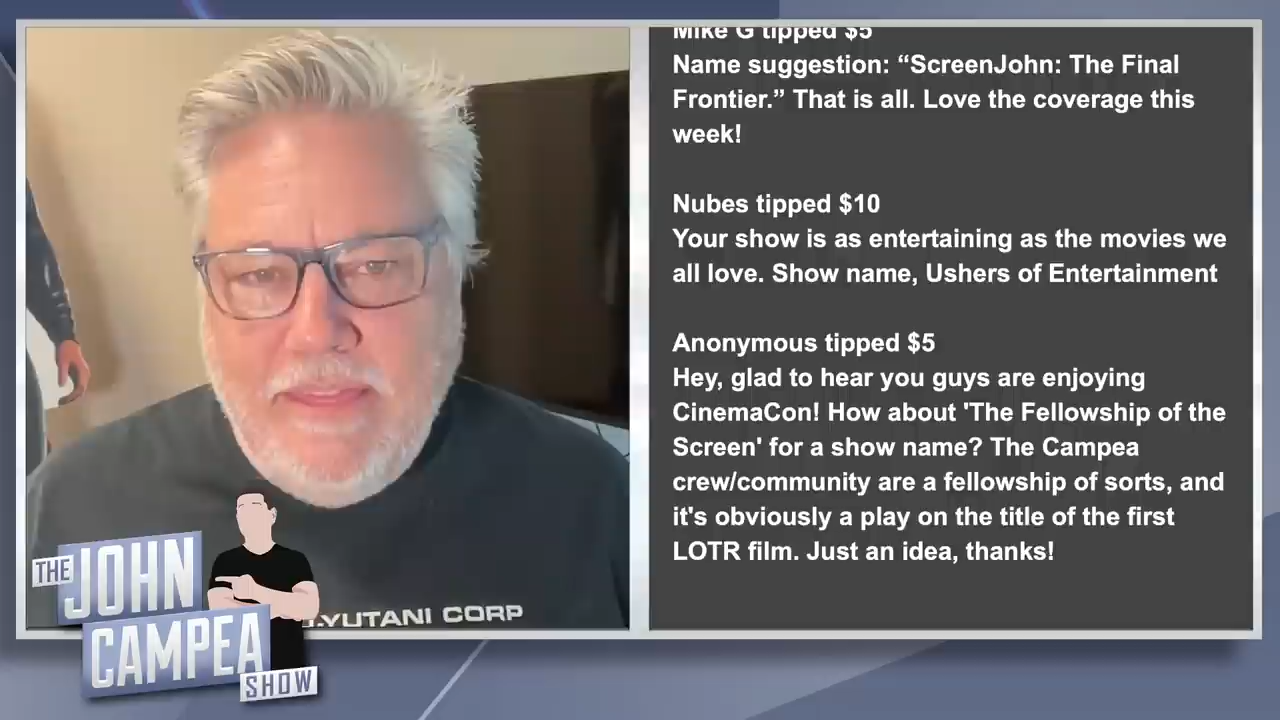 Mike G tipped $5
Name suggestion: “ScreenJohn: The Final
Frontier.” That is all. Love the coverage this
week!
Nubes tipped $10
Your show is as entertaining as the movies we
all love. Show name, Ushers of Entertainment
Anonymous tipped $5
Hey, glad to hear you guys are enjoying
CinemaCon! How about 'The Fellowship of the
Screen' for a show name? The Campea
crew/community are a fellowship of sorts, and
it's obviously a play on the title of the first
LOTR film. Just an idea, thanks!
YUTANI CORP
THE
JOHN
CAMPEA
SHOW